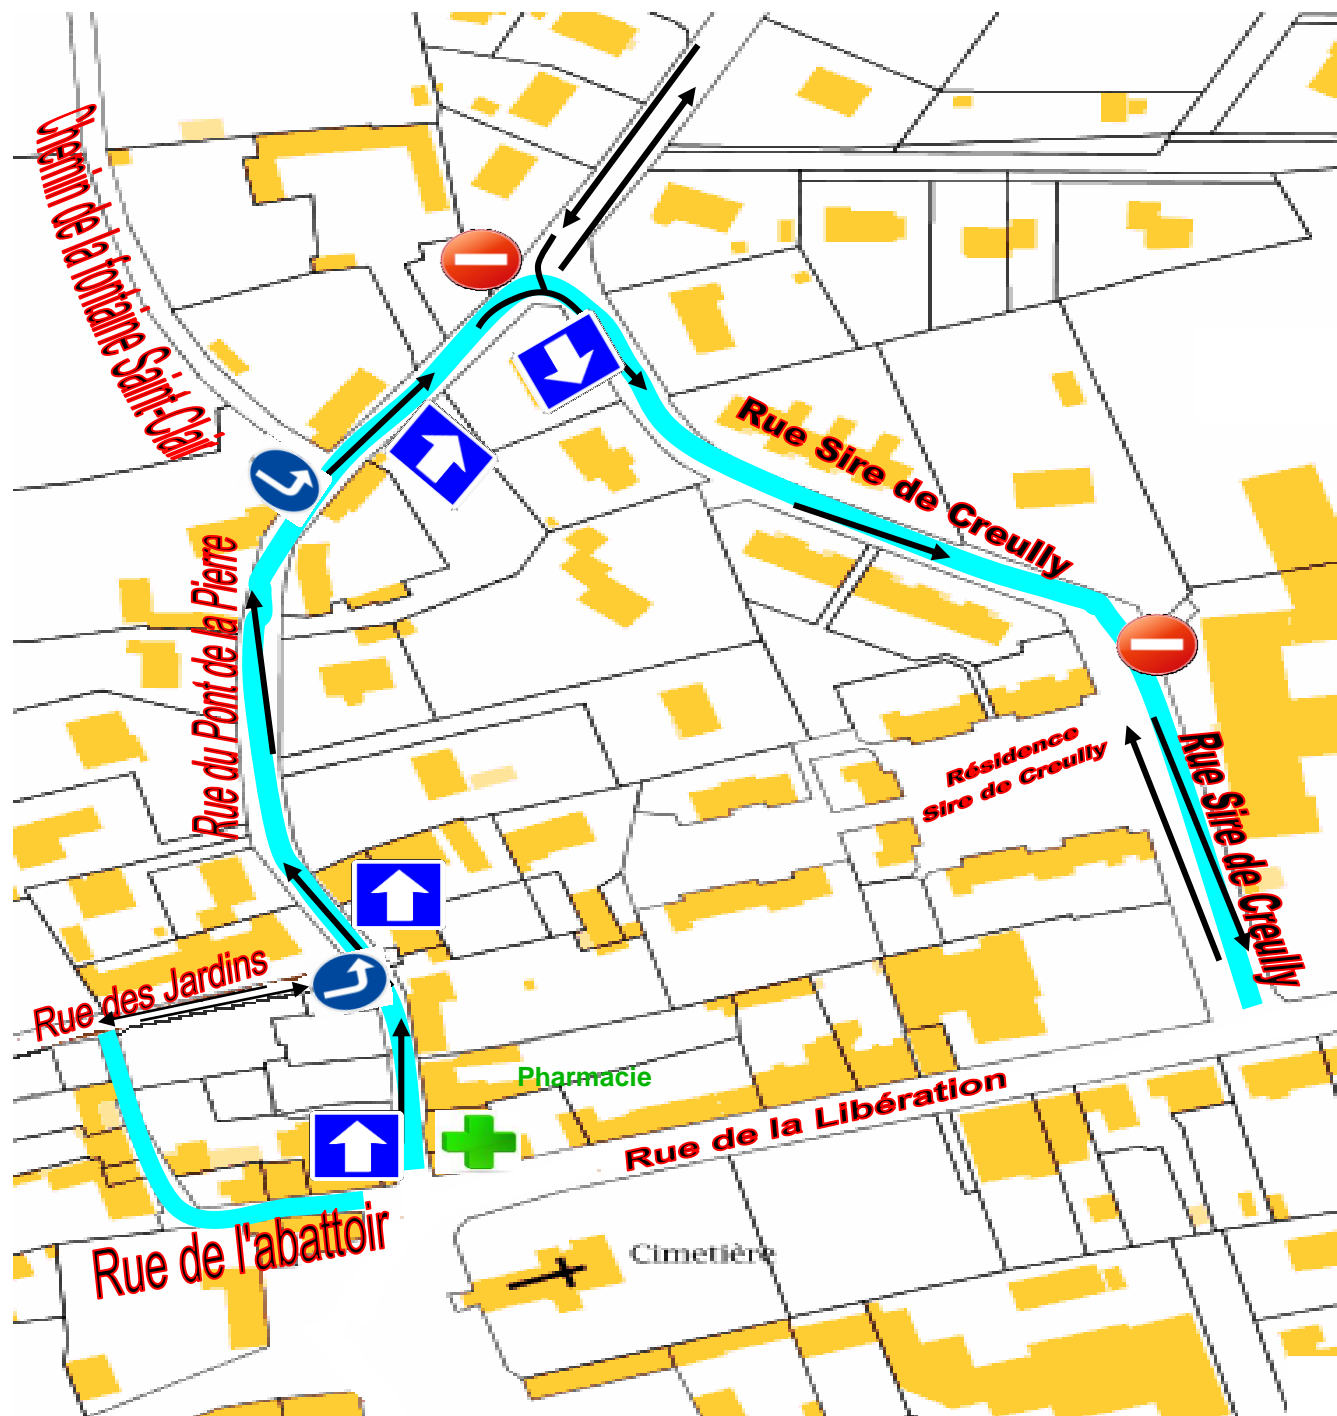 Chemin de la fontaine Saint-Clair
Rue Sire de Creully
Rue du Pont de la Pierre
Résidence
Sire de Creully
Rue Sire de Creully
Rue des Jardins
Pharmacie
Rue de la Libération
Rue de l'abattoir
Cimetière